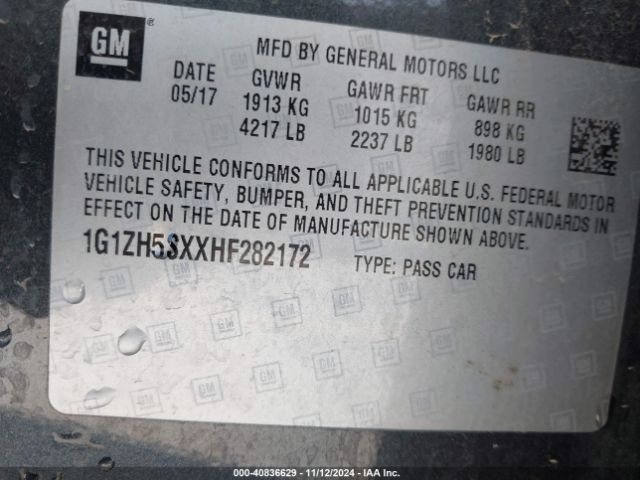 GM®
MFD BY GENERAL MOTORS LLC
DATE GVWR GAWR FRT GAWR RR
05/17 1913 KG 1015 KG 898 KG
4217 LB 2237 LB 1980 LB
THIS VEHICLE CONFORMS TO ALL APPLICABLE U.S. FEDERAL MOTOR
VEHICLE SAFETY, BUMPER, AND THEFT PREVENTION STANDARDS IN
EFFECT ON THE DATE OF MANUFACTURE SHOWN ABOVE.
1G1ZH5SXXHF282172 TYPE: PASS CAR
000-40836629 - 11/12/2024 - IAA Inc.